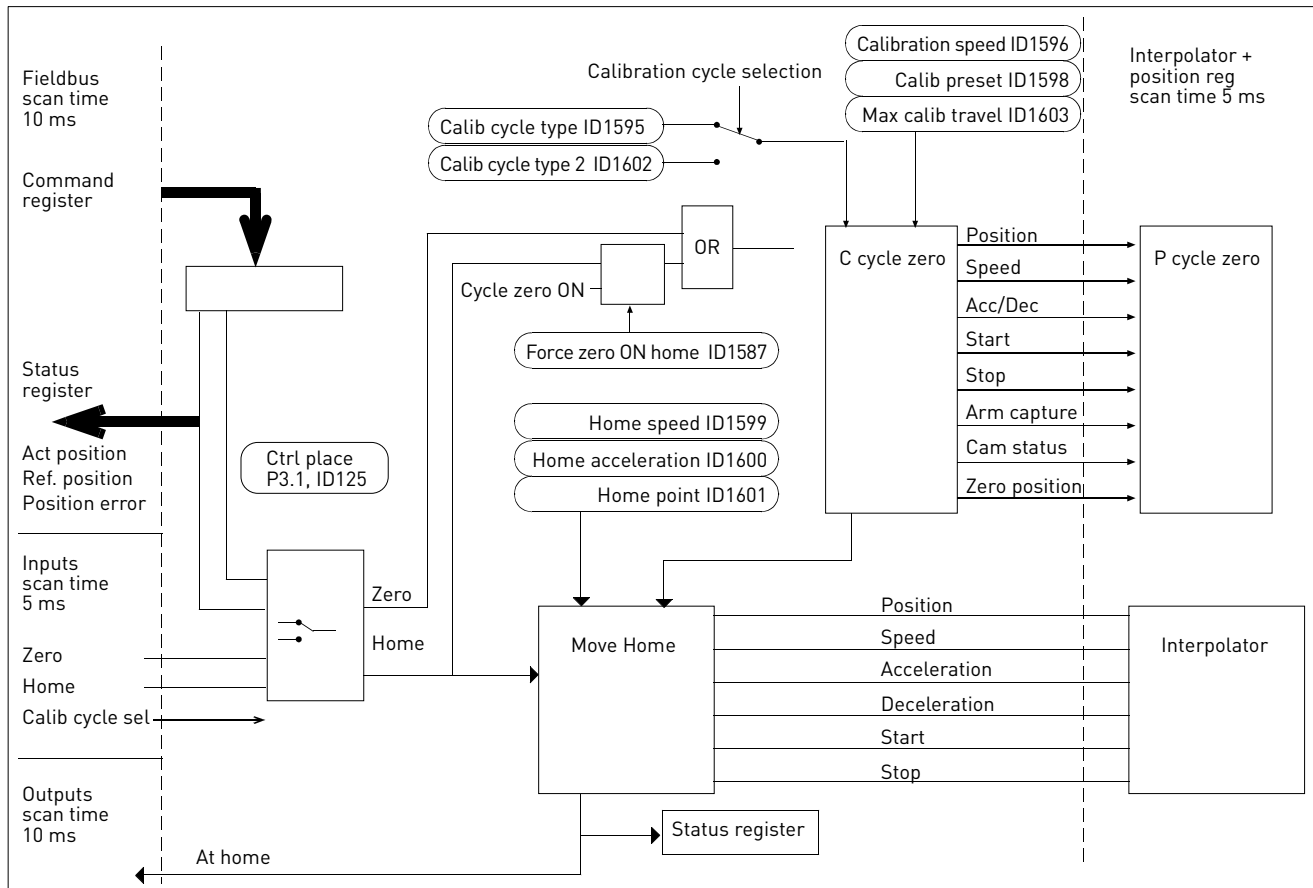 Fieldbus
scan time
10 ms
Command
register
Status
register
Act position
Ref. position
Position error
Inputs
scan time
5 ms
Zero
Home
Calib cycle sel
Outputs
scan time
10 ms
At home
Calibration cycle selection
Calib cycle type ID1595
Calib cycle type 2 ID1602
Calibration speed ID1596
Calib preset ID1598
Max calib travel ID1603
Interpolator +
position reg
scan time 5 ms
OR
Cycle zero ON
Force zero ON home ID1587
Home speed ID1599
Home acceleration ID1600
Home point ID1601
Ctrl place
P3.1, ID125
Zero
Home
C cycle zero
Position
Speed
Acc/Dec
Start
Stop
Arm capture
Cam status
Zero position
P cycle zero
Move Home
Position
Speed
Acceleration
Deceleration
Start
Stop
Interpolator
Status register